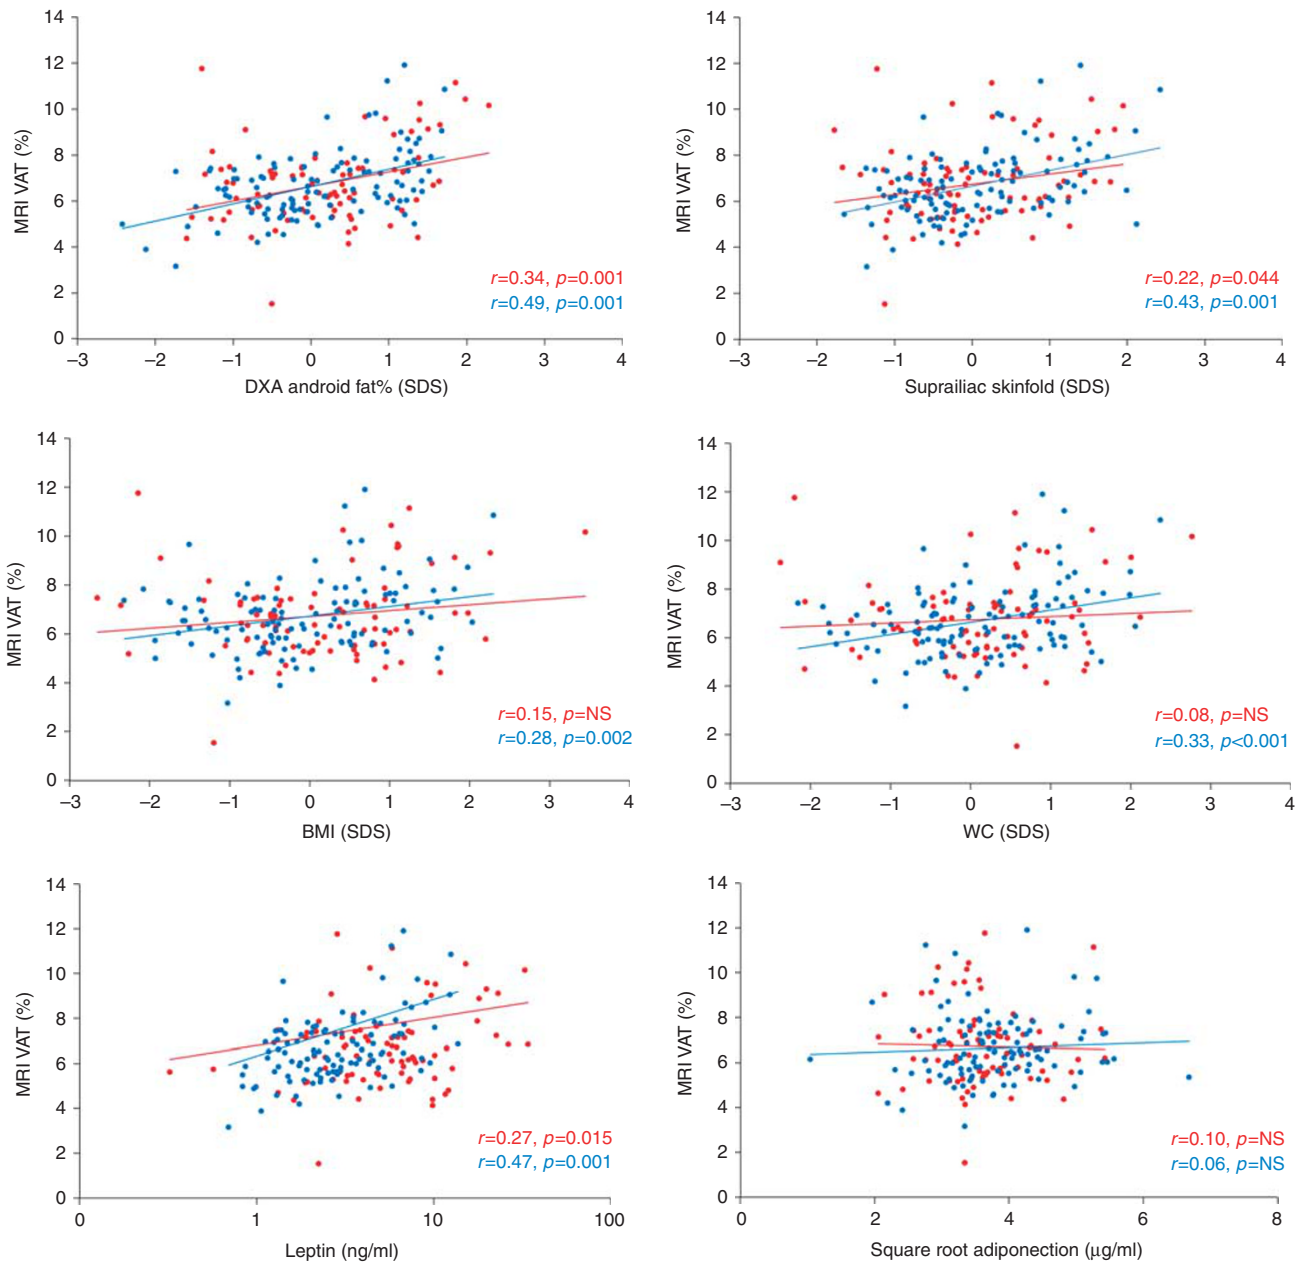 14
12
10
8
6
4
2
0
MRI VAT (%)
r=0.34, p=0.001
r=0.49, p=0.001
–3 –2 –1 0 1 2 3 4
DXA android fat% (SDS)
14
12
10
8
6
4
2
0
MRI VAT (%)
r=0.22, p=0.044
r=0.43, p=0.001
–3 –2 –1 0 1 2 3 4
Suprailiac skinfold (SDS)
14
12
10
8
6
4
2
0
MRI VAT (%)
r=0.15, p=NS
r=0.28, p=0.002
–3 –2 –1 0 1 2 3 4
BMI (SDS)
14
12
10
8
6
4
2
0
MRI VAT (%)
r=0.08, p=NS
r=0.33, p<0.001
–3 –2 –1 0 1 2 3 4
WC (SDS)
14
12
10
8
6
4
2
0
MRI VAT (%)
r=0.27, p=0.015
r=0.47, p=0.001
0 1 10 100
Leptin (ng/ml)
14
12
10
8
6
4
2
0
MRI VAT (%)
r=0.10, p=NS
r=0.06, p=NS
0 2 4 6 8
Square root adiponection (μg/ml)